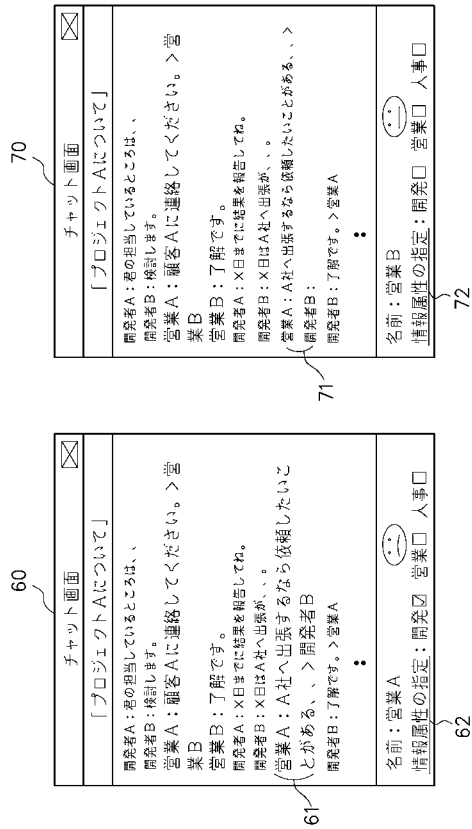 60
チャット画面
「プロジェクトAについて」
開発者A：君の担当しているところは、、
開発者B：検討します。
営業A：顧客Aに連絡してください。＞営
業B
営業B：了解です。
開発者A：X日までに結果を報告してね。
開発者B：X日はA社へ出張が、、。
営業A：A社へ出張するなら依頼したいこ
とがある、、＞開発者B
開発者B：了解です。＞営業A
：
名前：営業A
情報属性の指定：開発☑ 営業□ 人事□
61
62
70
チャット画面
「プロジェクトAについて」
開発者A：君の担当しているところは、、
開発者B：検討します。
営業A：顧客Aに連絡してください。＞営
業B
営業B：了解です。
開発者A：X日までに結果を報告してね。
開発者B：X日はA社へ出張が、、。
営業A：A社へ出張するなら依頼したいことがある、、＞
開発者B：
開発者B：了解です。＞営業A
：
名前：営業B
情報属性の指定：開発□ 営業□ 人事□
71
72